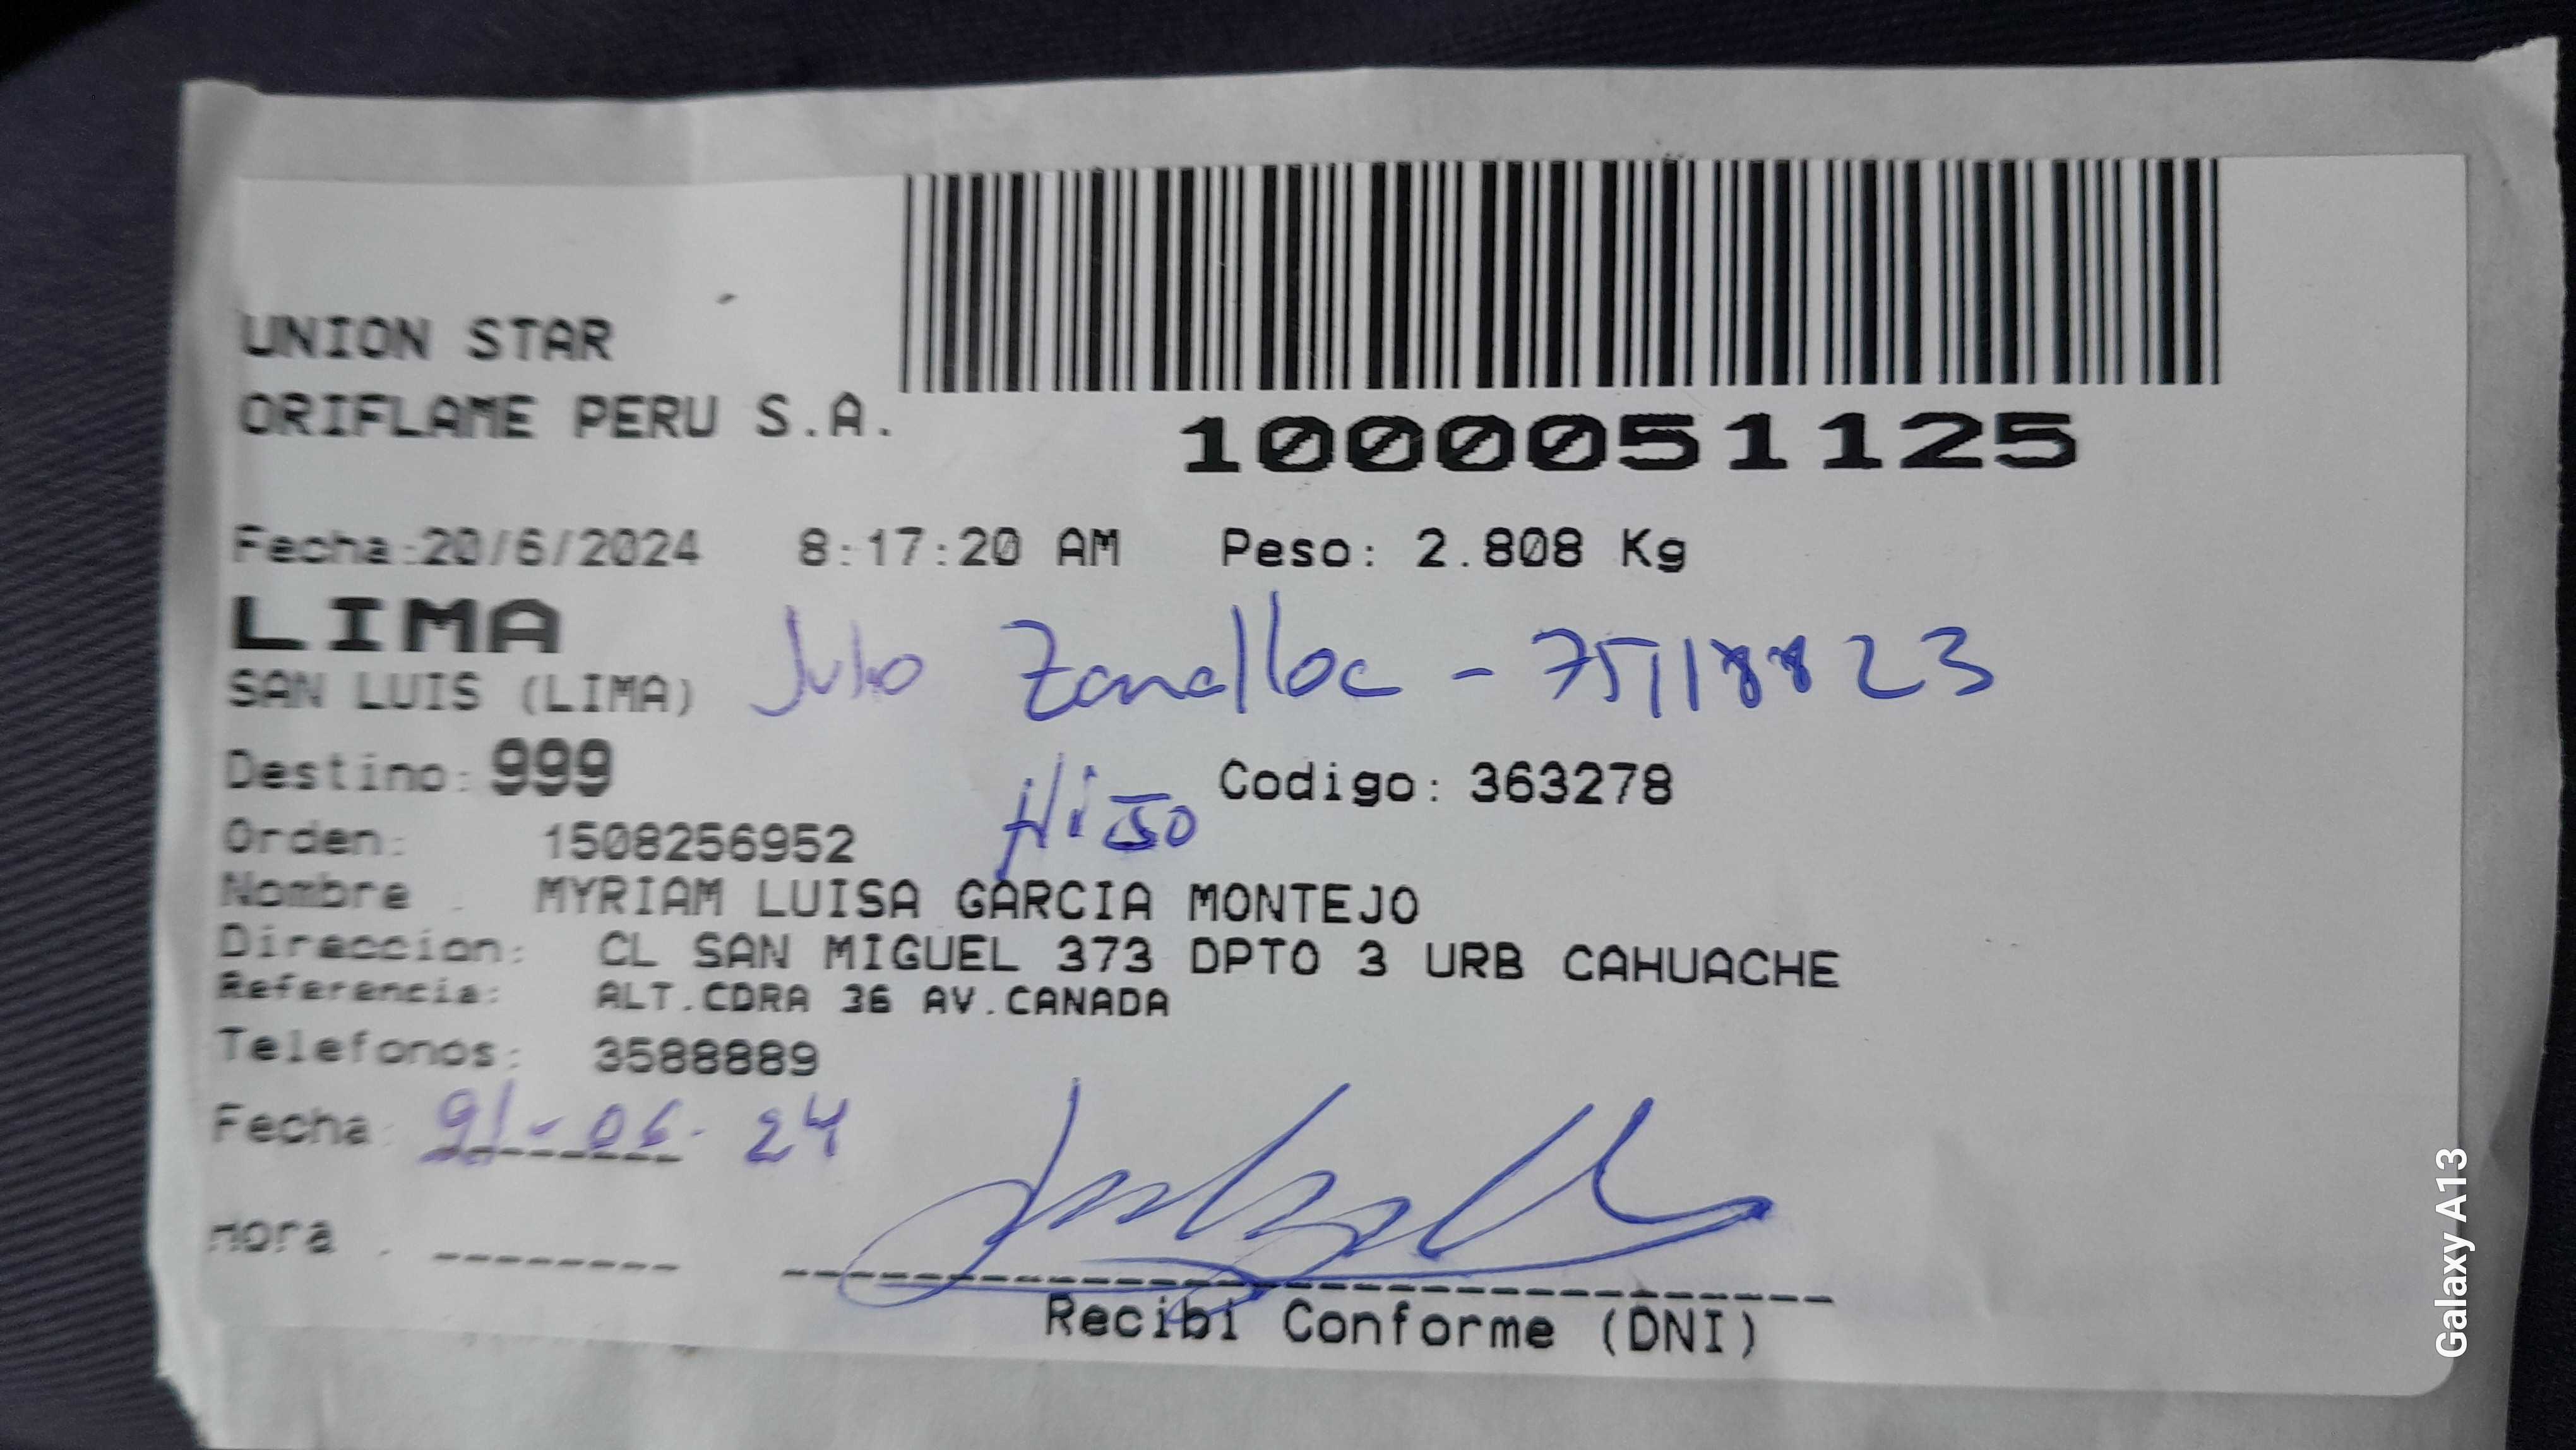 UNION STAR
ORIFLAME PERU S.A.
1000051125
Fecha:20/6/2024 8:17:20 AM Peso: 2.808 Kg
LIMA
SAN LUIS (LIMA)
Julio - 75118823
Destino: 999
Hijo
Codigo: 363278
Orden: 1508256952
Nombre : MYRIAM LUISA GARCIA MONTEJO
Direccion: CL SAN MIGUEL 373 DPTO 3 URB CAHUACHE
Referencia: ALT.CDRA 36 AV.CANADA
Telefonos: 3588889
Fecha: 21-06-24
Hora :
Recibi Conforme (DNI)
Galaxy A13